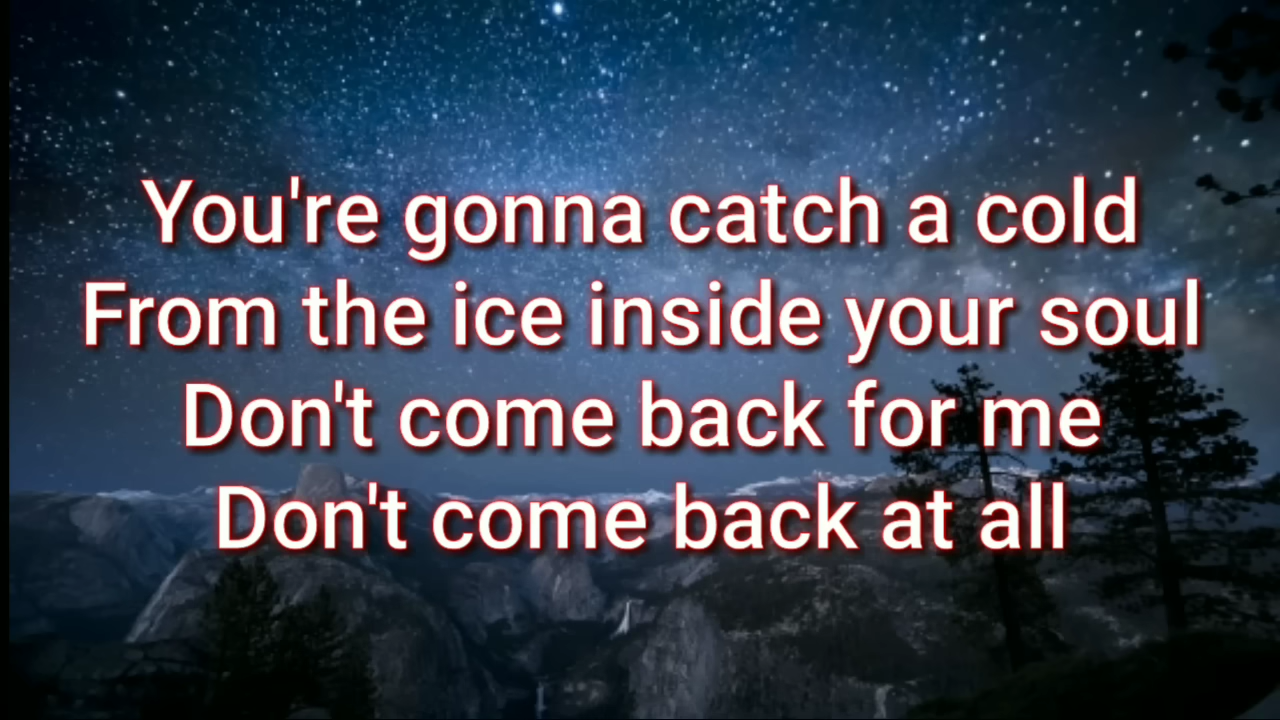 You're gonna catch a cold
From the ice inside your soul
Don't come back for me
Don't come back at all